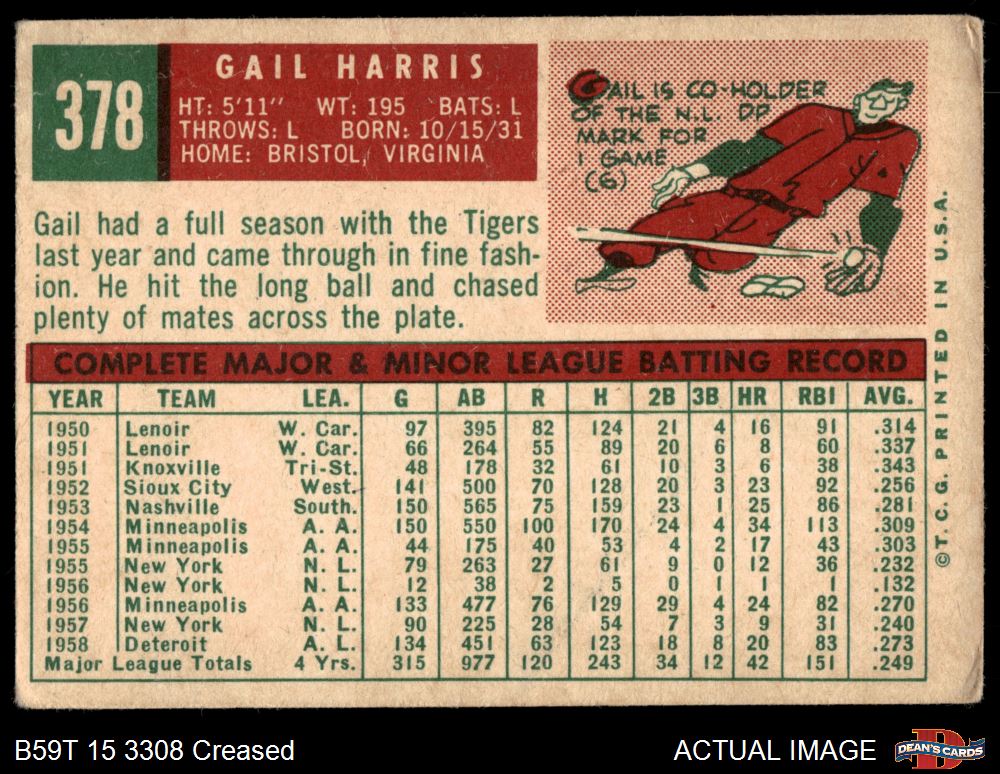 378
GAIL HARRIS
HT: 5'11" WT: 195 BATS: L
THROWS: L BORN: 10/15/31
HOME: BRISTOL, VIRGINIA
GAIL IS CO-HOLDER
OF THE N.L. DP
MARK FOR
1 GAME
(6)
Gail had a full season with the Tigers
last year and came through in fine fash-
ion. He hit the long ball and chased
plenty of mates across the plate.
COMPLETE MAJOR & MINOR LEAGUE BATTING RECORD
YEAR TEAM LEA. G AB R H 2B 3B HR RBI AVG.
1950 Lenoir W. Car. 97 395 82 124 21 4 16 91 .314
1951 Lenoir W. Car. 66 264 55 89 20 6 8 60 .337
1951 Knoxville Tri-St. 48 178 32 61 10 3 6 38 .343
1952 Sioux City West. 141 500 70 128 20 3 23 92 .256
1953 Nashville South. 150 565 75 159 23 1 25 86 .281
1954 Minneapolis A. A. 150 550 100 170 24 4 34 113 .309
1955 Minneapolis A. A. 44 175 40 53 4 2 17 43 .303
1955 New York N. L. 79 263 27 61 9 0 12 36 .232
1956 New York N. L. 12 38 2 5 0 1 1 1 .132
1956 Minneapolis A. A. 133 477 76 129 29 4 24 82 .270
1957 New York N. L. 90 225 28 54 7 3 9 31 .240
1958 Deteroit A. L. 134 451 63 123 18 8 20 83 .273
Major League Totals 4 Yrs. 315 977 120 243 34 12 42 151 .249
©T. C. G. PRINTED IN U.S.A.
B59T 15 3308 Creased
ACTUAL IMAGE
DEAN'S CARDS